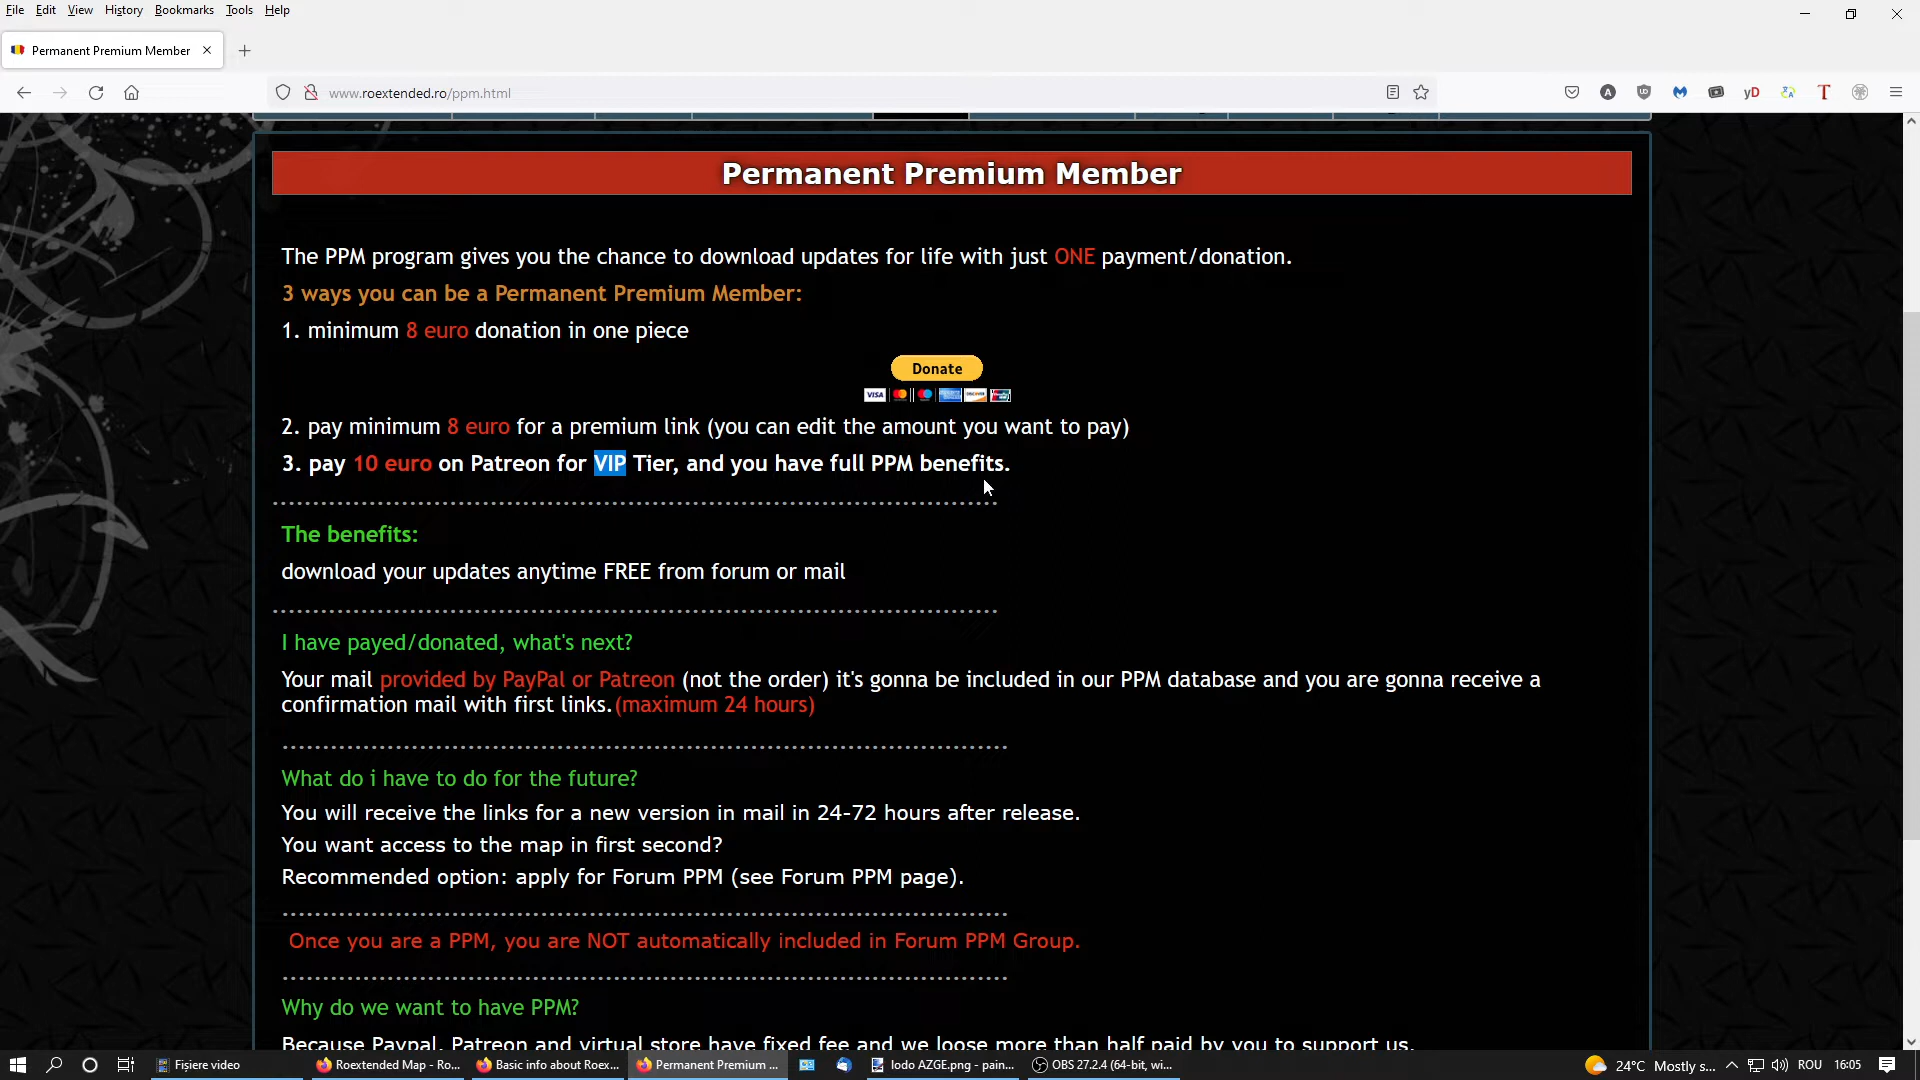 File Edit View History Bookmarks Tools Help
Permanent Premium Member
www.roextended.ro/ppm.html
Permanent Premium Member
The PPM program gives you the chance to download updates for life with just ONE payment/donation.
3 ways you can be a Permanent Premium Member:
1. minimum 8 euro donation in one piece
Donate
VISA
2. pay minimum 8 euro for a premium link (you can edit the amount you want to pay)
3. pay 10 euro on Patreon for VIP Tier, and you have full PPM benefits.
The benefits:
download your updates anytime FREE from forum or mail
I have payed/donated, what's next?
Your mail provided by PayPal or Patreon (not the order) it's gonna be included in our PPM database and you are gonna receive a
confirmation mail with first links.(maximum 24 hours)
What do i have to do for the future?
You will receive the links for a new version in mail in 24-72 hours after release.
You want access to the map in first second?
Recommended option: apply for Forum PPM (see Forum PPM page).
Once you are a PPM, you are NOT automatically included in Forum PPM Group.
Why do we want to have PPM?
Because Paypal, Patreon and virtual store have fixed fee and we loose more than half paid by you to support us.
Fișiere video Roextended Map - Ro... Basic info about Roex... Permanent Premium ... lodo AZGE.png - pain... OBS 27.2.4 (64-bit, wi... 24°C Mostly s... ROU 16:05